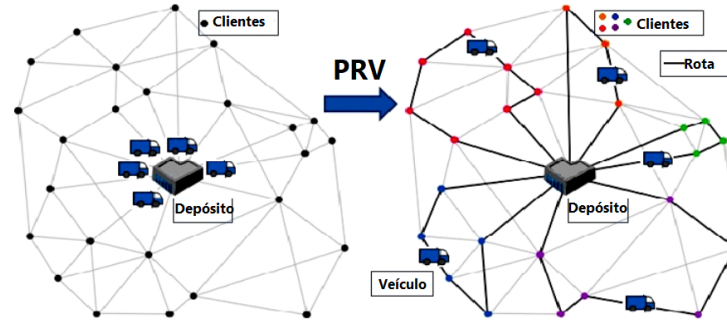 Clientes
PRV
Clientes
Rota
Depósito
Depósito
Veículo